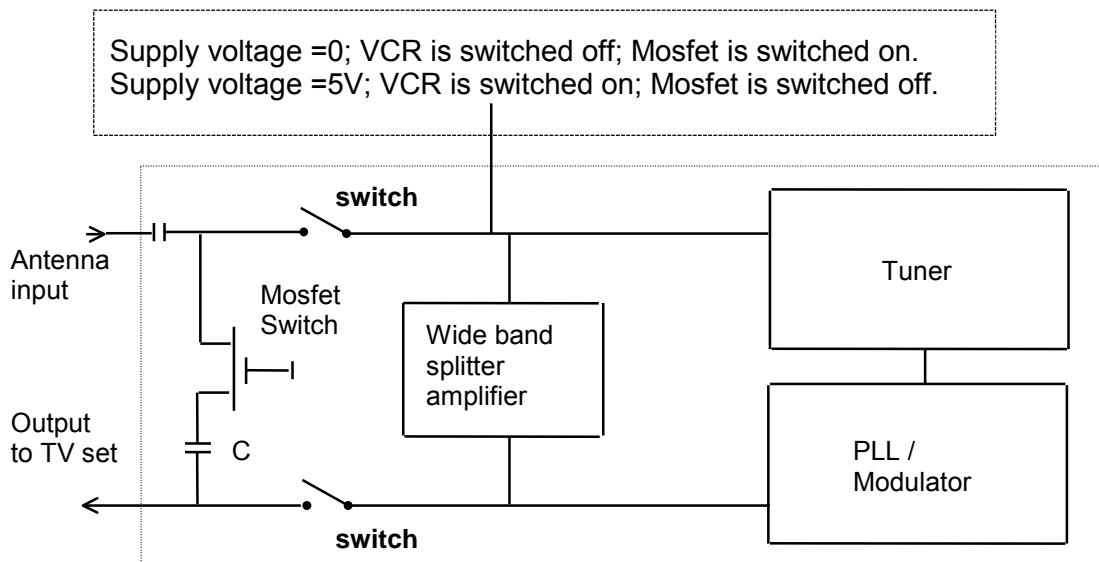 Supply voltage =0; VCR is switched off; Mosfet is switched on.
Supply voltage =5V; VCR is switched on; Mosfet is switched off.
switch
Antenna
input
Mosfet
Switch
Tuner
Wide band
splitter
amplifier
Output
to TV set
C
PLL /
Modulator
switch